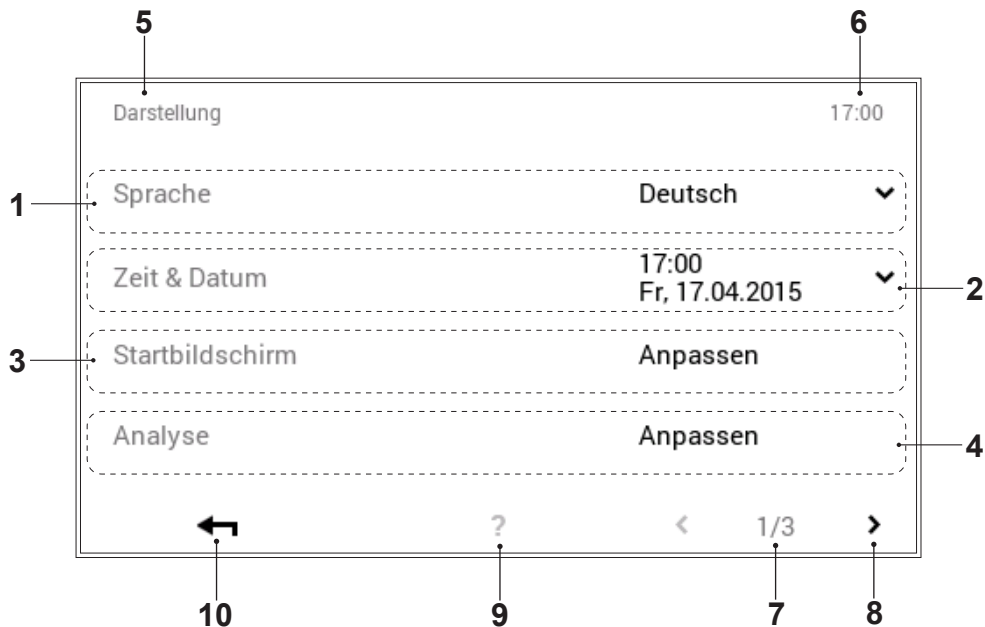 5 6
Darstellung 17:00
1 Sprache Deutsch
Zeit & Datum 17:00
Fr, 17.04.2015 2
3 Startbildschirm Anpassen
Analyse Anpassen 4
? < 1/3 >
10 9 7 8